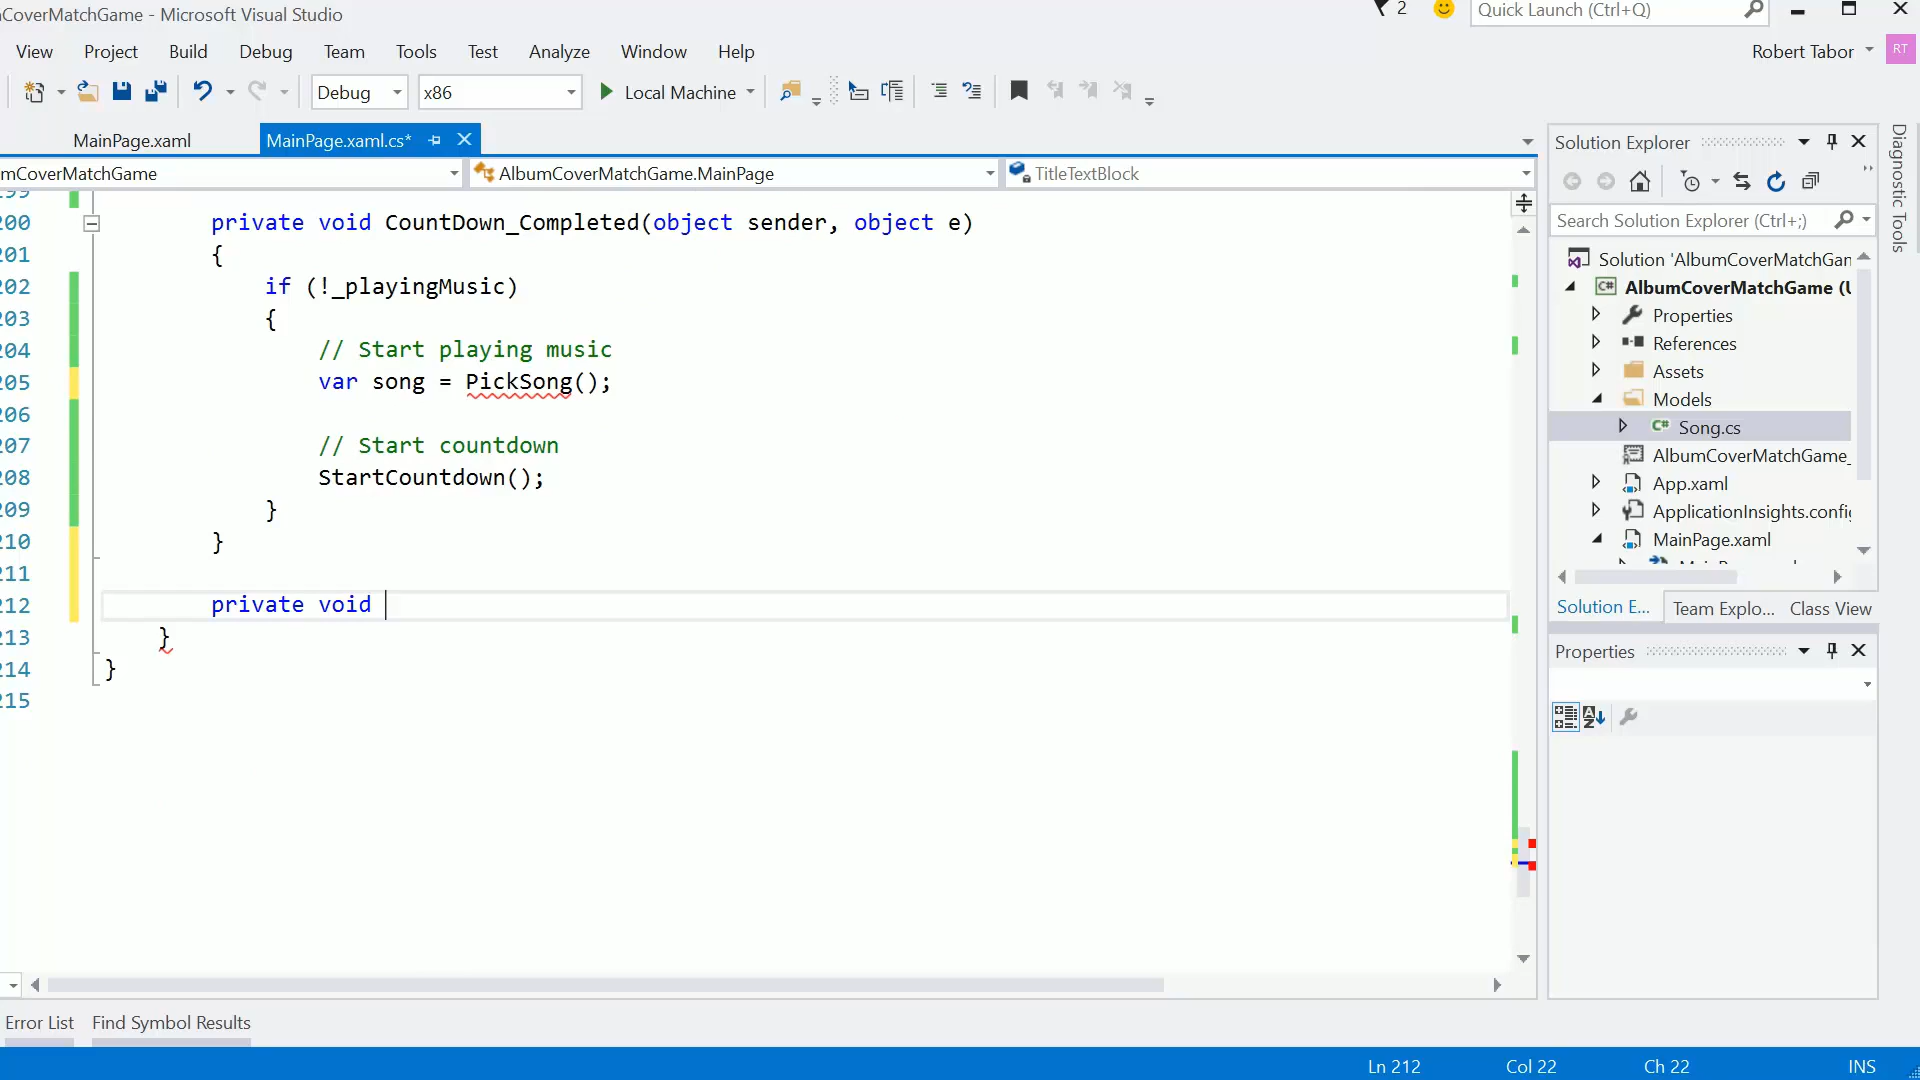 CoverMatchGame - Microsoft Visual Studio
2
Quick Launch (Ctrl+Q)
View Project Build Debug Team Tools Test Analyze Window Help
Robert Tabor RT
Debug x86 Local Machine
MainPage.xaml MainPage.xaml.cs*
mCoverMatchGame AlbumCoverMatchGame.MainPage TitleTextBlock
200 private void CountDown_Completed(object sender, object e)
201 {
202 if (!_playingMusic)
203 {
204 // Start playing music
205 var song = PickSong();
206
207 // Start countdown
208 StartCountdown();
209 }
210 }
211
212 private void
213 }
214 }
215
Solution Explorer
Search Solution Explorer (Ctrl+;)
Solution 'AlbumCoverMatchGam
C# AlbumCoverMatchGame (U
Properties
References
Assets
Models
C# Song.cs
AlbumCoverMatchGame_
App.xaml
ApplicationInsights.config
MainPage.xaml
Solution E... Team Explo... Class View
Properties
Diagnostic Tools
Error List Find Symbol Results
Ln 212 Col 22 Ch 22 INS